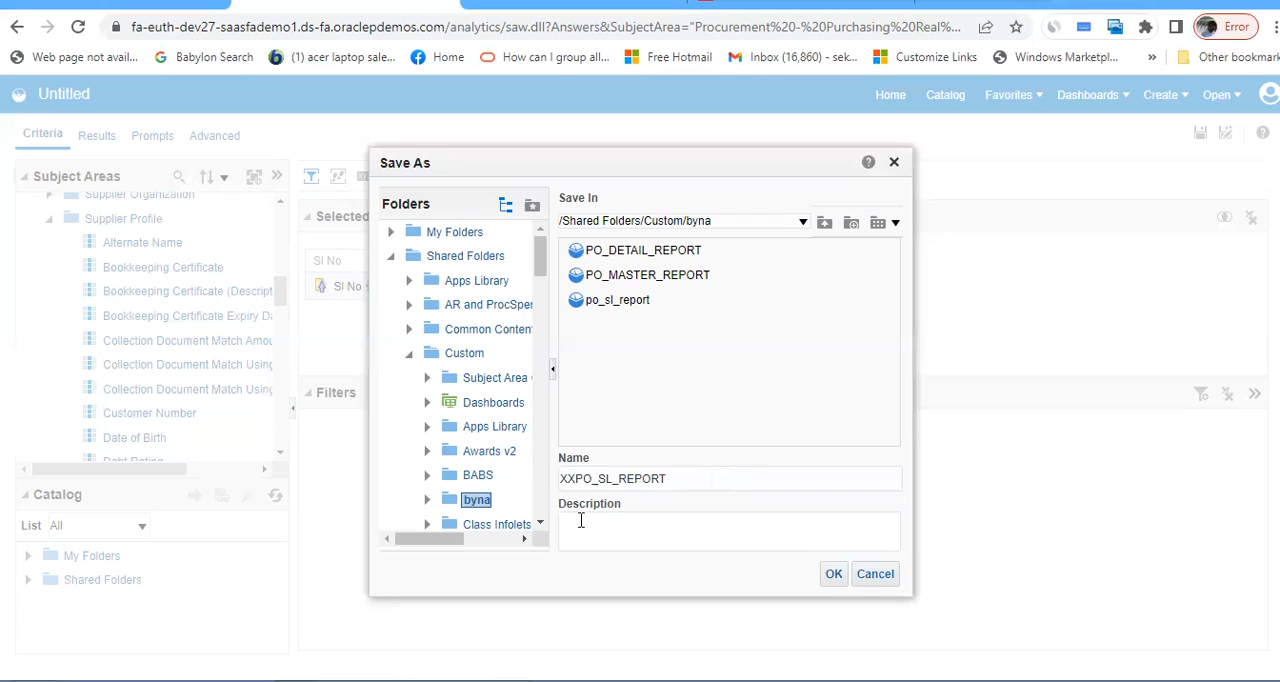 fa-euth-dev27-saasfademo1.ds-fa.oraclepdemos.com/analytics/saw.dll?Answers&SubjectArea="Procurement%20-%20Purchasing%20Real%...
Error
Web page not avail...
Babylon Search
(1) acer laptop sale...
Home
How can I group all...
Free Hotmail
Inbox (16,860) - sek...
Customize Links
Windows Marketpl...
»
Other bookmark
Untitled
Home
Catalog
Favorites
Dashboards
Create
Open
Criteria
Results
Prompts
Advanced
Subject Areas
Supplier Organization
Supplier Profile
Alternate Name
Bookkeeping Certificate
Bookkeeping Certificate (Descript
Bookkeeping Certificate Expiry Da
Collection Document Match Amou
Collection Document Match Using
Collection Document Match Using
Customer Number
Date of Birth
Debt Rating
Catalog
List All
My Folders
Shared Folders
Selected
SI No
SI No
Filters
Save As
Folders
My Folders
Shared Folders
Apps Library
AR and ProcSpen
Common Content
Custom
Subject Area
Dashboards
Apps Library
Awards v2
BABS
byna
Class Infolets
Save In
/Shared Folders/Custom/byna
PO_DETAIL_REPORT
PO_MASTER_REPORT
po_sl_report
Name
XXPO_SL_REPORT
Description
OK
Cancel